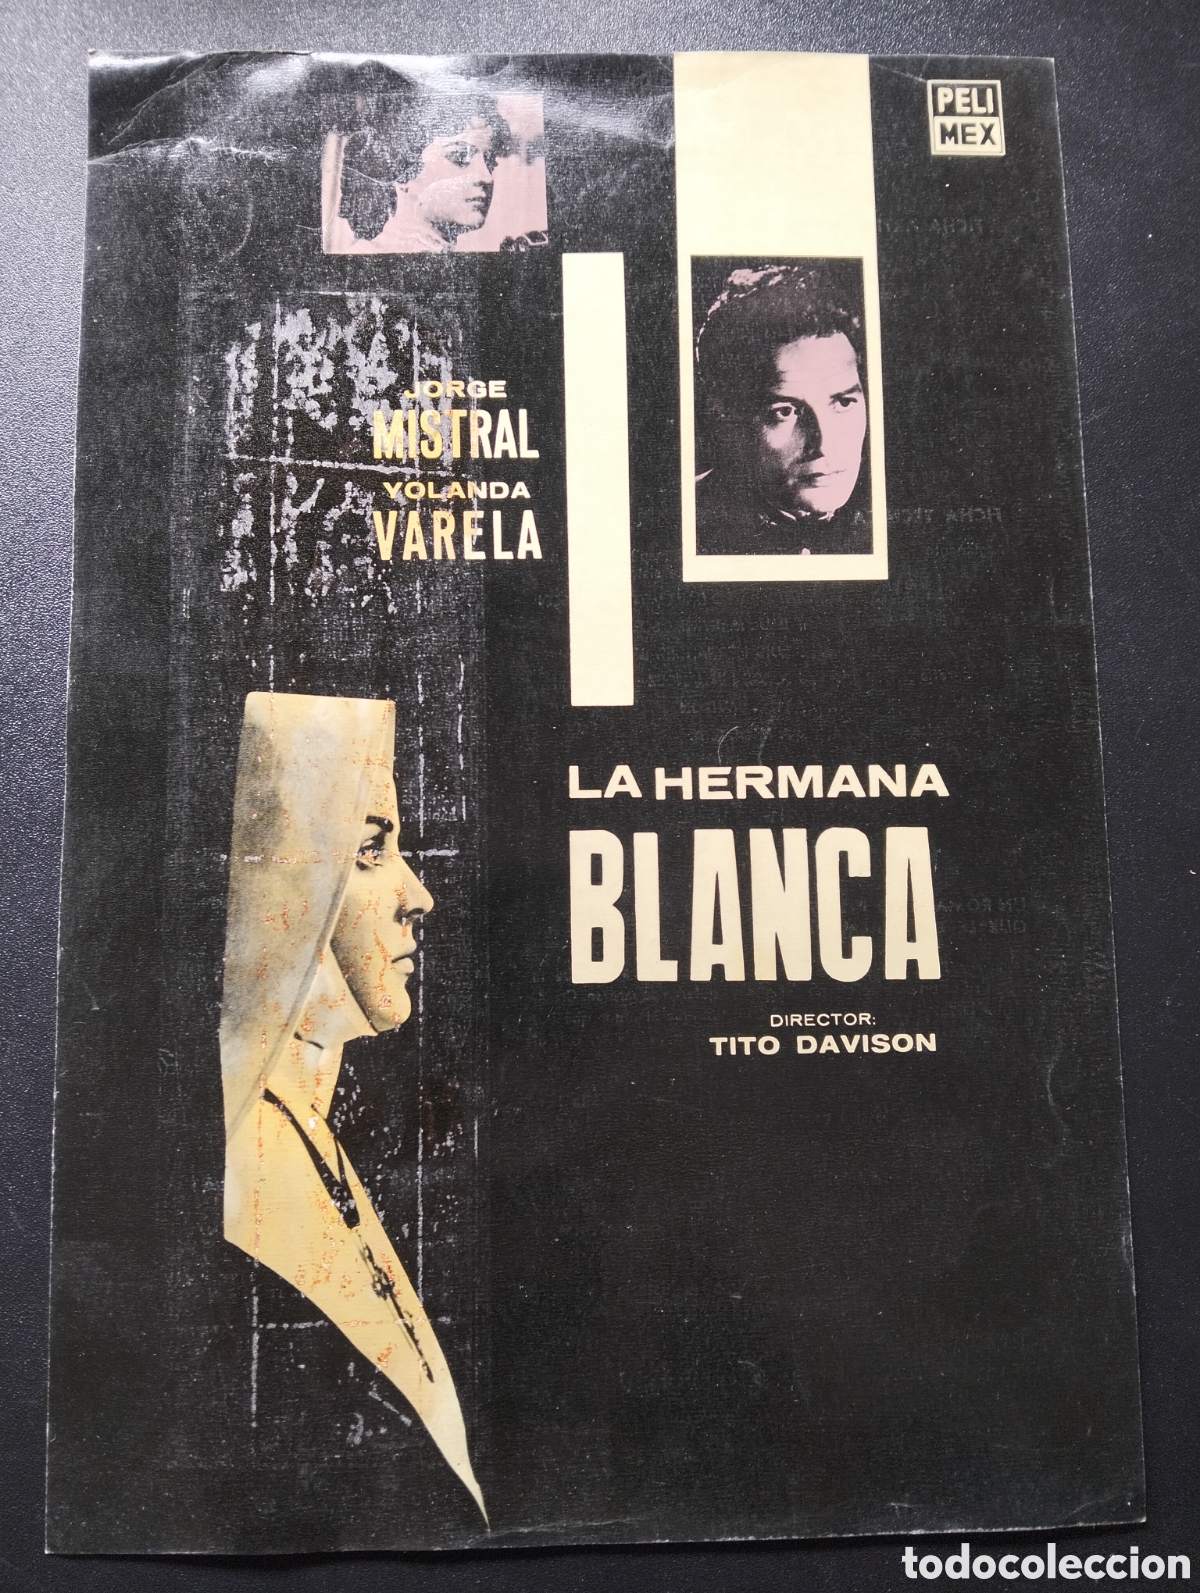 PELI
MEX
JORGE
MISTRAL
YOLANDA
VARELA
LA HERMANA
BLANCA
DIRECTOR:
TITO DAVISON
todocoleccion